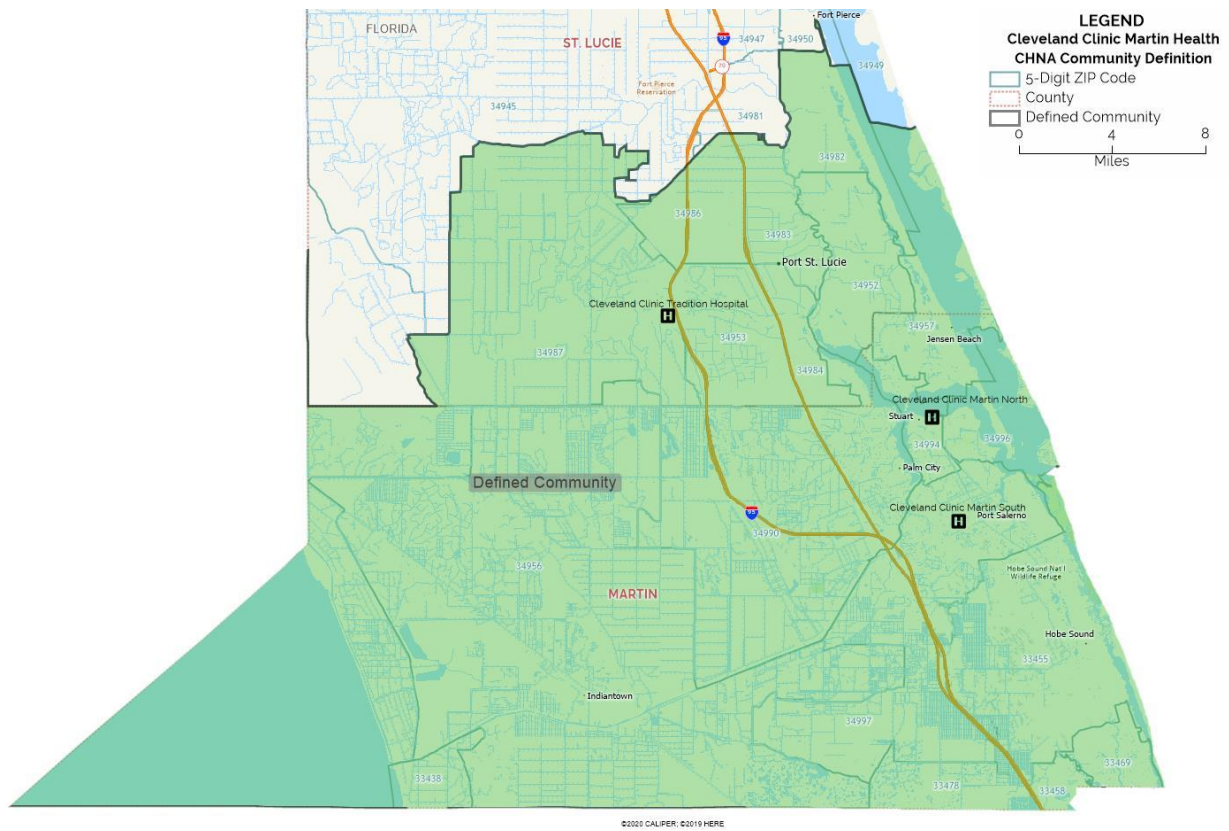 Fort Pierce
FLORIDA
ST. LUCIE
95
34947
34950
LEGEND
Cleveland Clinic Martin Health
CHNA Community Definition
5-Digit ZIP Code
County
Defined Community
0 4 8
Miles
70
34949
Fort Pierce
Reservation
34945
34981
34982
34986
34983
Port St. Lucie
34952
Cleveland Clinic Tradition Hospital
H
34957
34953
Jensen Beach
34987
34984
Cleveland Clinic Martin North
Stuart
H
34994
34996
Palm City
Defined Community
Cleveland Clinic Martin South
95
H
Port Salerno
34990
34956
Hobe Sound Nat'l
Wildlife Refuge
MARTIN
Hobe Sound
33455
Indiantown
34997
33469
33438
33478
33458
©2020 CALIPER; ©2019 HERE